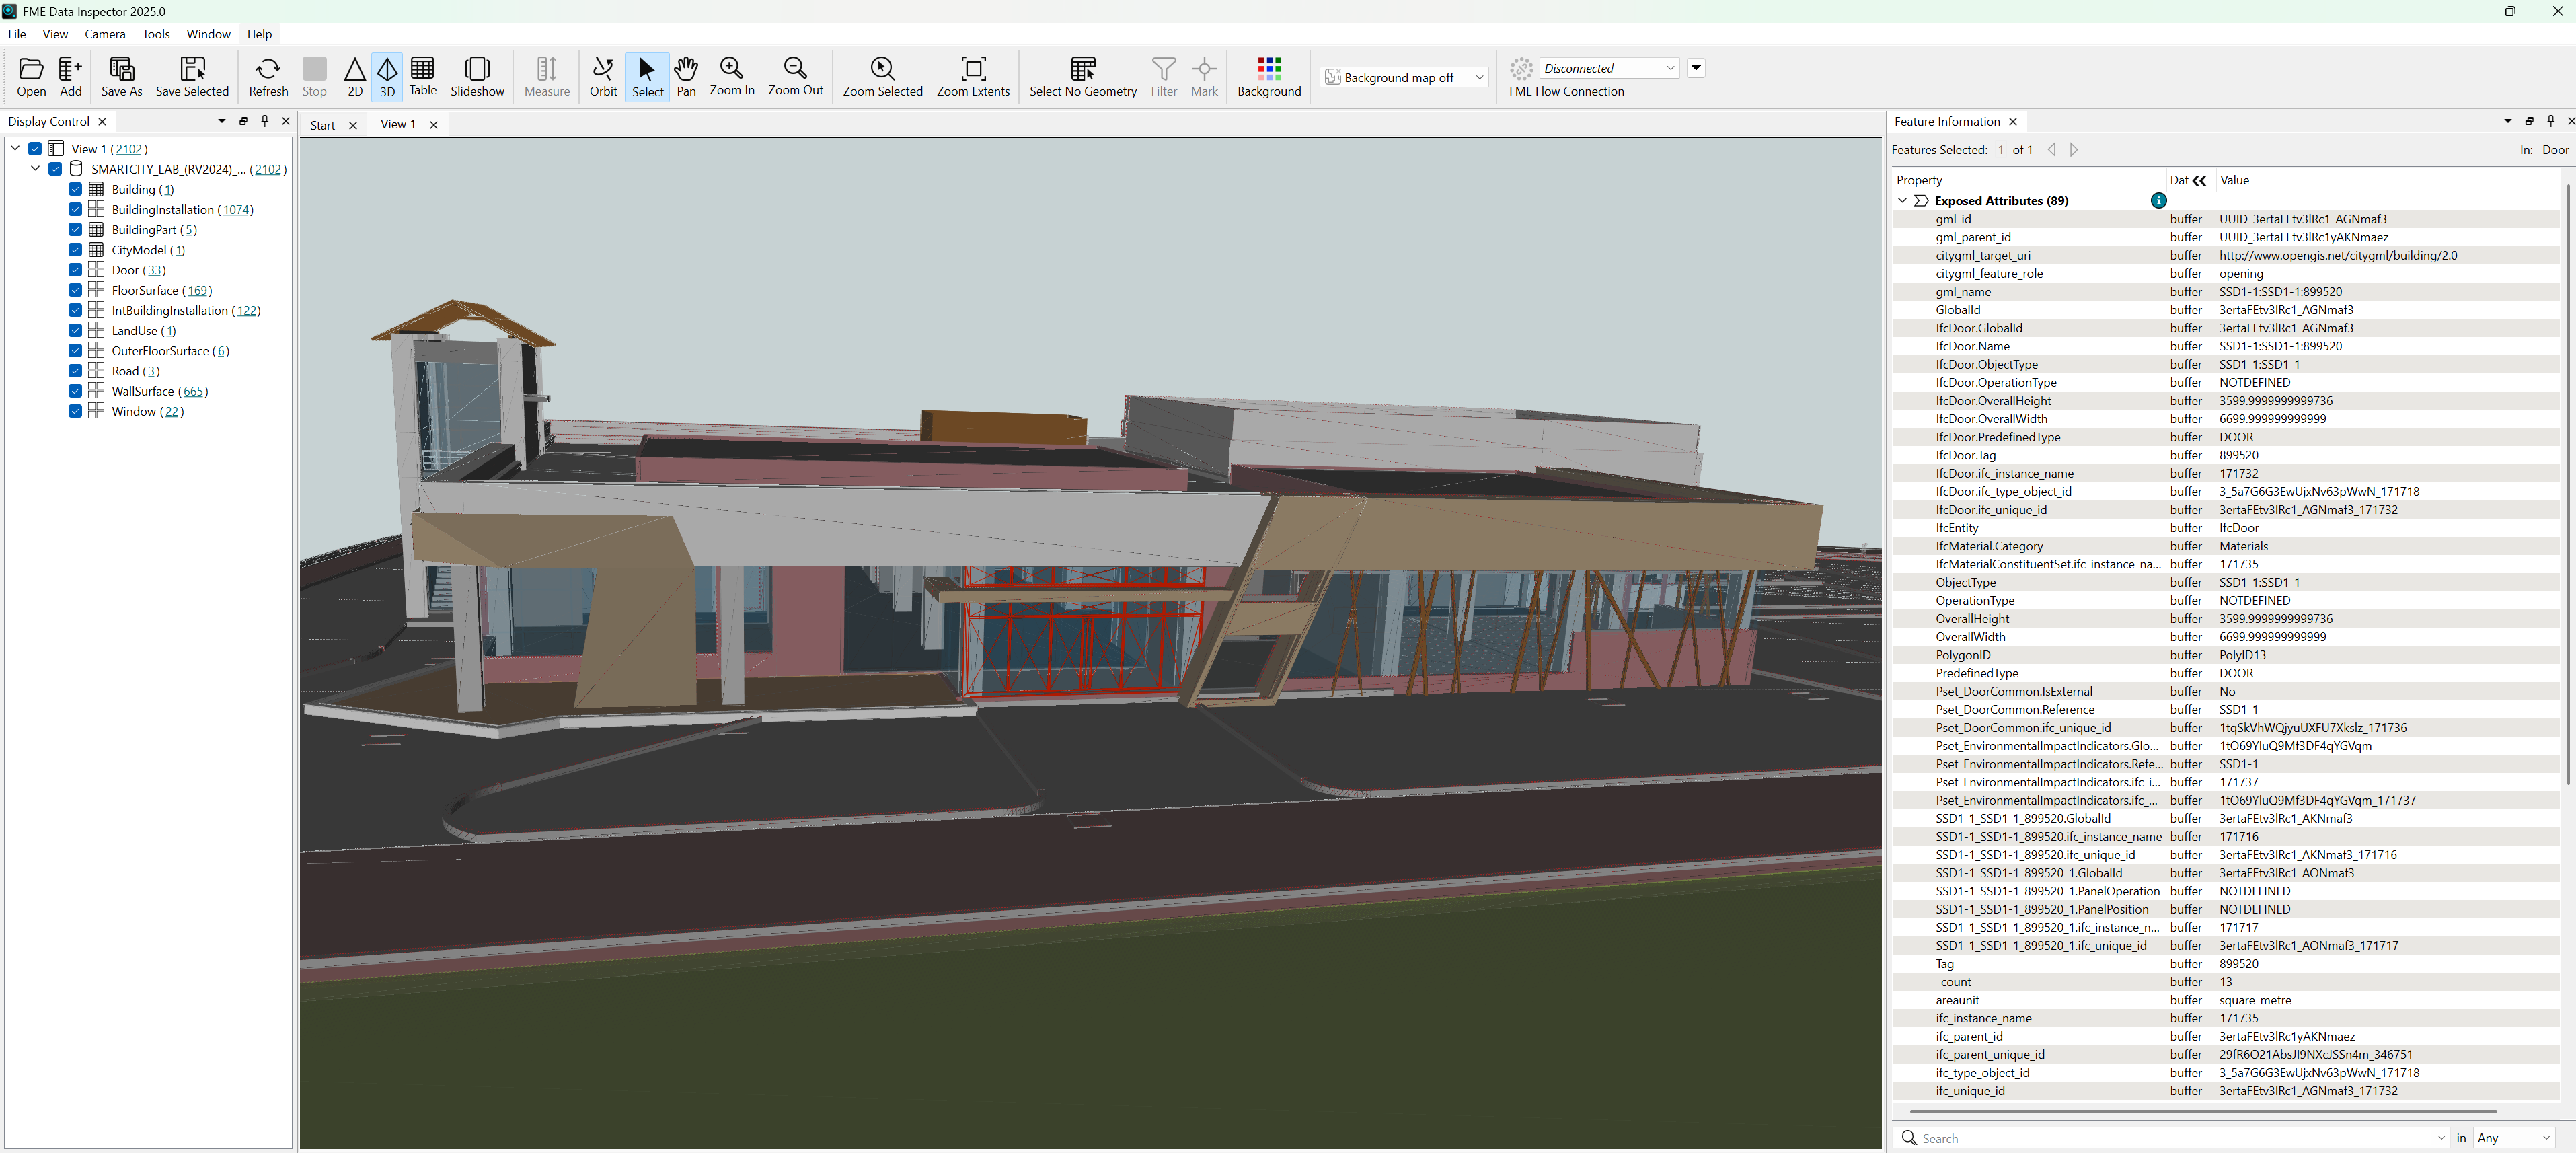 FME Data Inspector 2025.0
File View Camera Tools Window Help
Open Add Save As Save Selected Refresh Stop 2D 3D Table Slideshow Measure Orbit Select Pan Zoom In Zoom Out Zoom Selected Zoom Extents Select No Geometry Filter Mark Background Background map off Disconnected FME Flow Connection
Display Control
View 1 (2102)
SMARTCITY_LAB_(RV2024)_... (2102)
Building (1)
BuildingInstallation (1074)
BuildingPart (5)
CityModel (1)
Door (33)
FloorSurface (169)
IntBuildingInstallation (122)
LandUse (1)
OuterFloorSurface (6)
Road (3)
WallSurface (665)
Window (22)
Start View 1
Feature Information
Features Selected: 1 of 1 In: Door
Property Dat Value
Exposed Attributes (89)
gml_id buffer UUID_3ertaFEtv3lRc1_AGNmaf3
gml_parent_id buffer UUID_3ertaFEtv3lRc1yAKNmaez
citygml_target_uri buffer http://www.opengis.net/citygml/building/2.0
citygml_feature_role buffer opening
gml_name buffer SSD1-1:SSD1-1:899520
GlobalId buffer 3ertaFEtv3lRc1_AGNmaf3
IfcDoor.GlobalId buffer 3ertaFEtv3lRc1_AGNmaf3
IfcDoor.Name buffer SSD1-1:SSD1-1:899520
IfcDoor.ObjectType buffer SSD1-1:SSD1-1
IfcDoor.OperationType buffer NOTDEFINED
IfcDoor.OverallHeight buffer 3599.9999999999736
IfcDoor.OverallWidth buffer 6699.999999999999
IfcDoor.PredefinedType buffer DOOR
IfcDoor.Tag buffer 899520
IfcDoor.ifc_instance_name buffer 171732
IfcDoor.ifc_type_object_id buffer 3_5a7G6G3EwUjxNv63pWwN_171718
IfcDoor.ifc_unique_id buffer 3ertaFEtv3lRc1_AGNmaf3_171732
IfcEntity buffer IfcDoor
IfcMaterial.Category buffer Materials
IfcMaterialConstituentSet.ifc_instance_na... buffer 171735
ObjectType buffer SSD1-1:SSD1-1
OperationType buffer NOTDEFINED
OverallHeight buffer 3599.9999999999736
OverallWidth buffer 6699.999999999999
PolygonID buffer PolyID13
PredefinedType buffer DOOR
Pset_DoorCommon.IsExternal buffer No
Pset_DoorCommon.Reference buffer SSD1-1
Pset_DoorCommon.ifc_unique_id buffer 1tqSkVhWQjyuUXFU7Xkslz_171736
Pset_EnvironmentalImpactIndicators.Glo... buffer 1tO69YluQ9Mf3DF4qYGVqm
Pset_EnvironmentalImpactIndicators.Refe... buffer SSD1-1
Pset_EnvironmentalImpactIndicators.ifc_i... buffer 171737
Pset_EnvironmentalImpactIndicators.ifc_... buffer 1tO69YluQ9Mf3DF4qYGVqm_171737
SSD1-1_SSD1-1_899520.GlobalId buffer 3ertaFEtv3lRc1_AKNmaf3
SSD1-1_SSD1-1_899520.ifc_instance_name buffer 171716
SSD1-1_SSD1-1_899520.ifc_unique_id buffer 3ertaFEtv3lRc1_AKNmaf3_171716
SSD1-1_SSD1-1_899520_1.GlobalId buffer 3ertaFEtv3lRc1_AONmaf3
SSD1-1_SSD1-1_899520_1.PanelOperation buffer NOTDEFINED
SSD1-1_SSD1-1_899520_1.PanelPosition buffer NOTDEFINED
SSD1-1_SSD1-1_899520_1.ifc_instance_n... buffer 171717
SSD1-1_SSD1-1_899520_1.ifc_unique_id buffer 3ertaFEtv3lRc1_AONmaf3_171717
Tag buffer 899520
_count buffer 13
areaunit buffer square_metre
ifc_instance_name buffer 171735
ifc_parent_id buffer 3ertaFEtv3lRc1yAKNmaez
ifc_parent_unique_id buffer 29fR6O21AbsJI9NXcJSSn4m_346751
ifc_type_object_id buffer 3_5a7G6G3EwUjxNv63pWwN_171718
ifc_unique_id buffer 3ertaFEtv3lRc1_AGNmaf3_171732
Search in Any